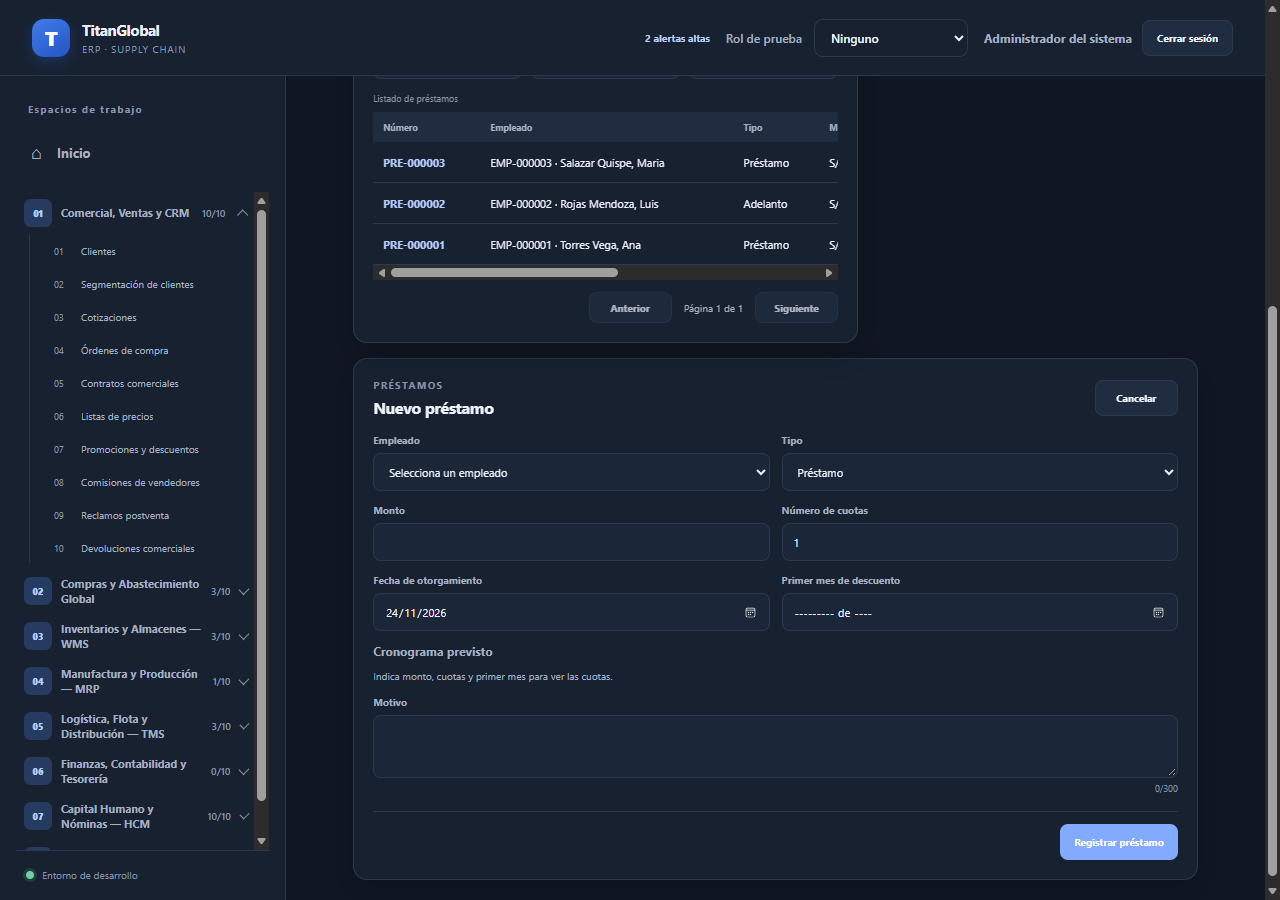 T
TitanGlobal
ERP · SUPPLY CHAIN
2 alertas altas
Rol de prueba
Ninguno
Administrador del sistema
Cerrar sesión
Espacios de trabajo
Inicio
01 Comercial, Ventas y CRM 10/10
01 Clientes
02 Segmentación de clientes
03 Cotizaciones
04 Órdenes de compra
05 Contratos comerciales
06 Listas de precios
07 Promociones y descuentos
08 Comisiones de vendedores
09 Reclamos postventa
10 Devoluciones comerciales
02 Compras y Abastecimiento 3/10
Global
03 Inventarios y Almacenes — 3/10
WMS
04 Manufactura y Producción 1/10
— MRP
05 Logística, Flota y 3/10
Distribución — TMS
06 Finanzas, Contabilidad y 0/10
Tesorería
07 Capital Humano y 10/10
Nóminas — HCM
Entorno de desarrollo
Listado de préstamos
Número Empleado Tipo M
PRE-000003 EMP-000003 · Salazar Quispe, Maria Préstamo S/
PRE-000002 EMP-000002 · Rojas Mendoza, Luis Adelanto S/
PRE-000001 EMP-000001 · Torres Vega, Ana Préstamo S/
Anterior Página 1 de 1 Siguiente
PRÉSTAMOS
Nuevo préstamo
Cancelar
Empleado Tipo
Selecciona un empleado Préstamo
Monto Número de cuotas
1
Fecha de otorgamiento Primer mes de descuento
24/11/2026 --------- de ----
Cronograma previsto
Indica monto, cuotas y primer mes para ver las cuotas.
Motivo
0/300
Registrar préstamo